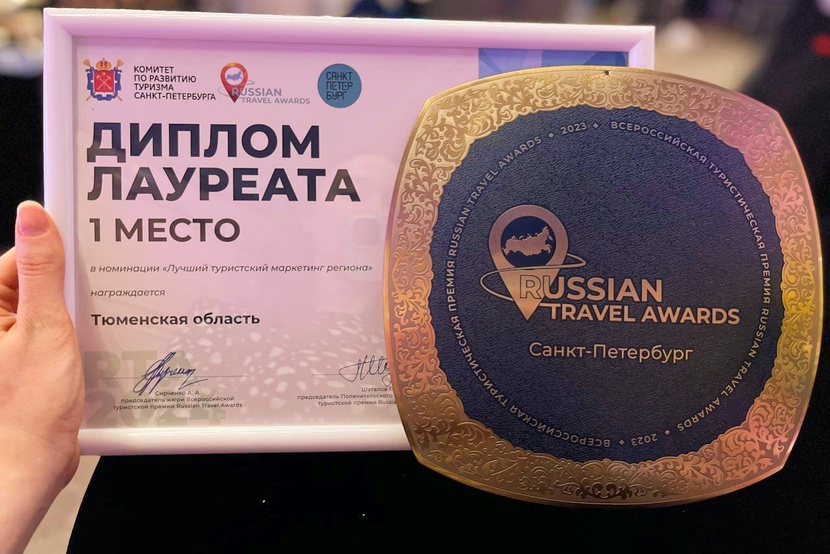 КОМИТЕТ
ПО РАЗВИТИЮ
ТУРИЗМА
САНКТ-ПЕТЕРБУРГА
RUSSIAN
TRAVEL AWARDS
САНКТ
ПЕТЕР
БУРГ
ДИПЛОМ
ЛАУРЕАТА
1 МЕСТО
в номинации «Лучший туристский маркетинг региона»
награждается
Тюменская область
Сирченко А. А.
председатель жюри Всероссийской
туристской премии Russian Travel Awards
Шаталов
председатель Попечительского
туристской премии
ВСЕРОССИЙСКАЯ ТУРИСТИЧЕСКАЯ ПРЕМИЯ RUSSIAN TRAVEL AWARDS 2023
ВСЕРОССИЙСКАЯ ТУРИСТИЧЕСКАЯ ПРЕМИЯ RUSSIAN TRAVEL AWARDS 2023
RUSSIAN
TRAVEL AWARDS
Санкт-Петербург